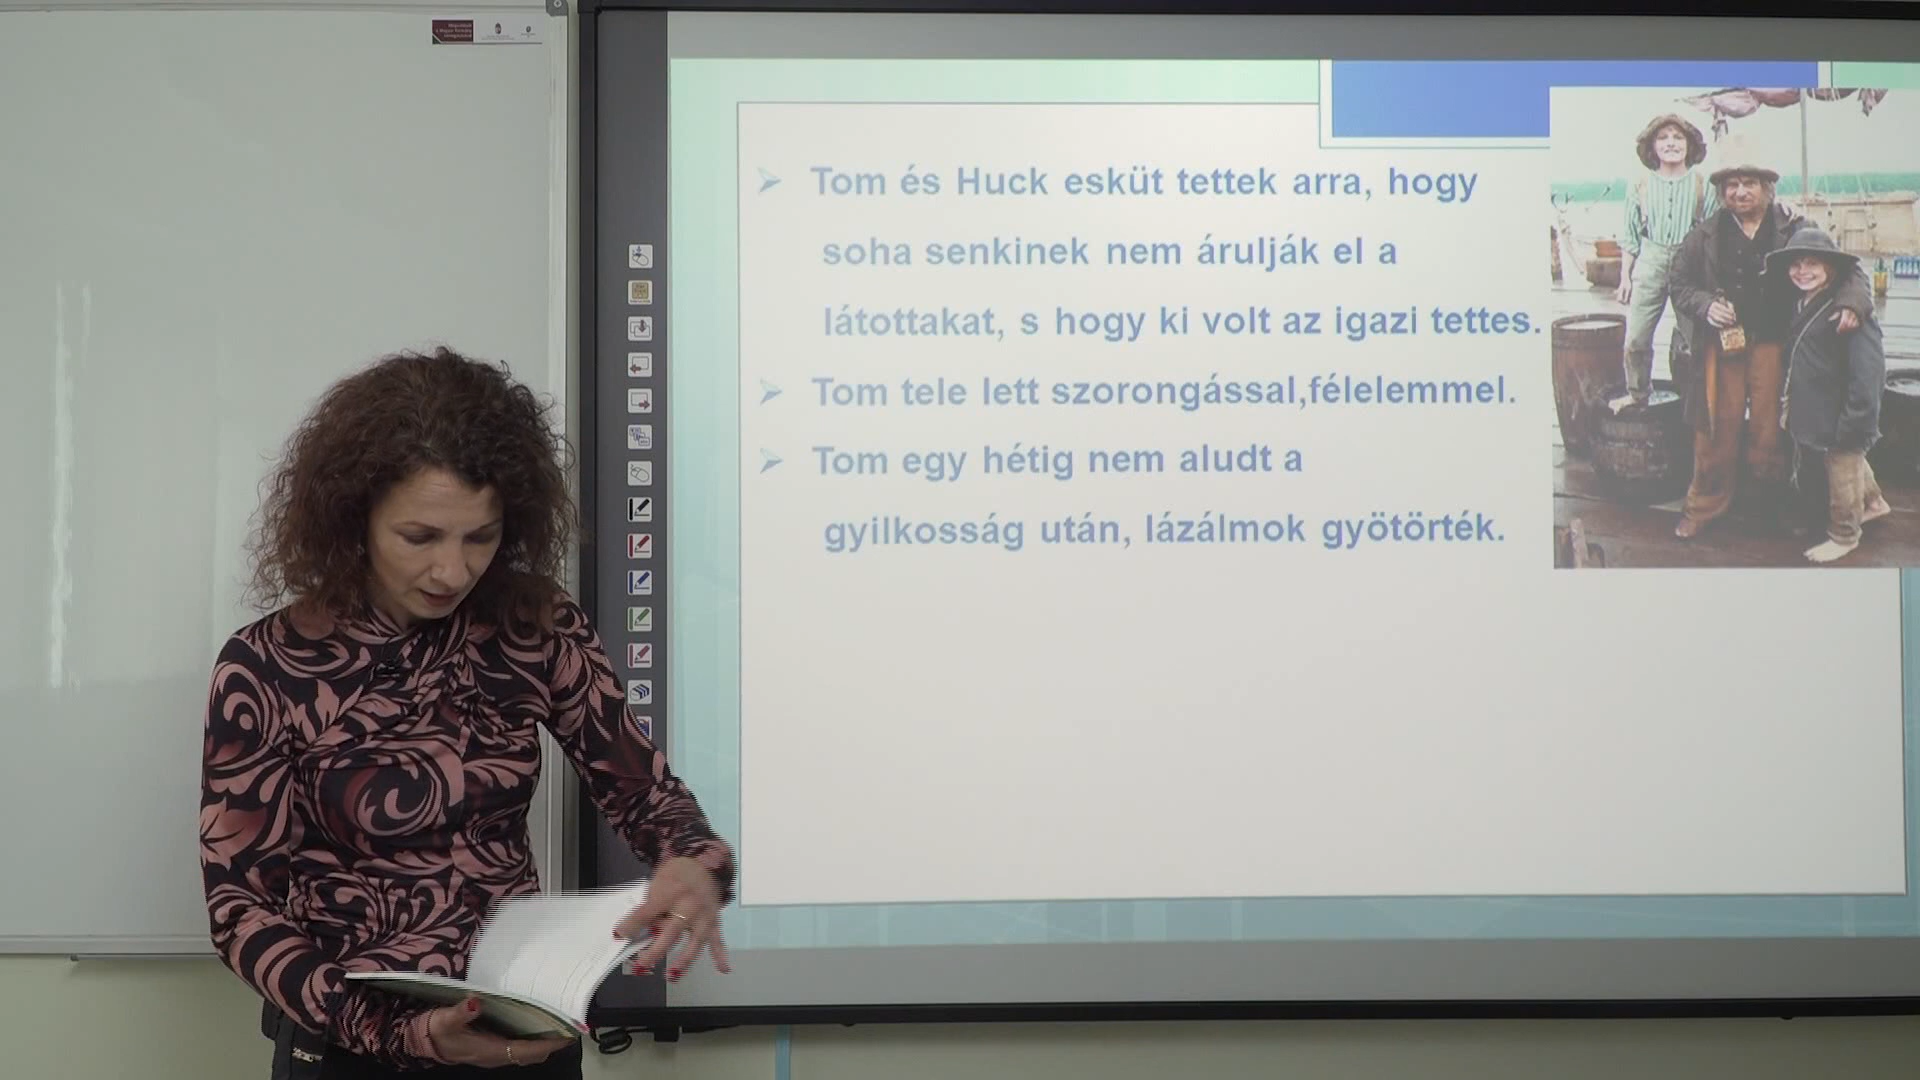 Tom és Huck esküt tettek arra, hogy
soha senkinek nem árulják el a
látottakat, s hogy ki volt az igazi tettes.
Tom tele lett szorongással,félelemmel.
Tom egy hétig nem aludt a
gyilkosság után, lázálmok gyötörték.